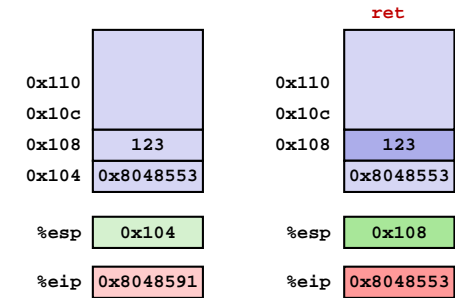 ret
0x110
0x10c
0x108 123
0x104 0x8048553
%esp 0x104
%eip 0x8048591
0x110
0x10c
0x108 123
0x8048553
%esp 0x108
%eip 0x8048553